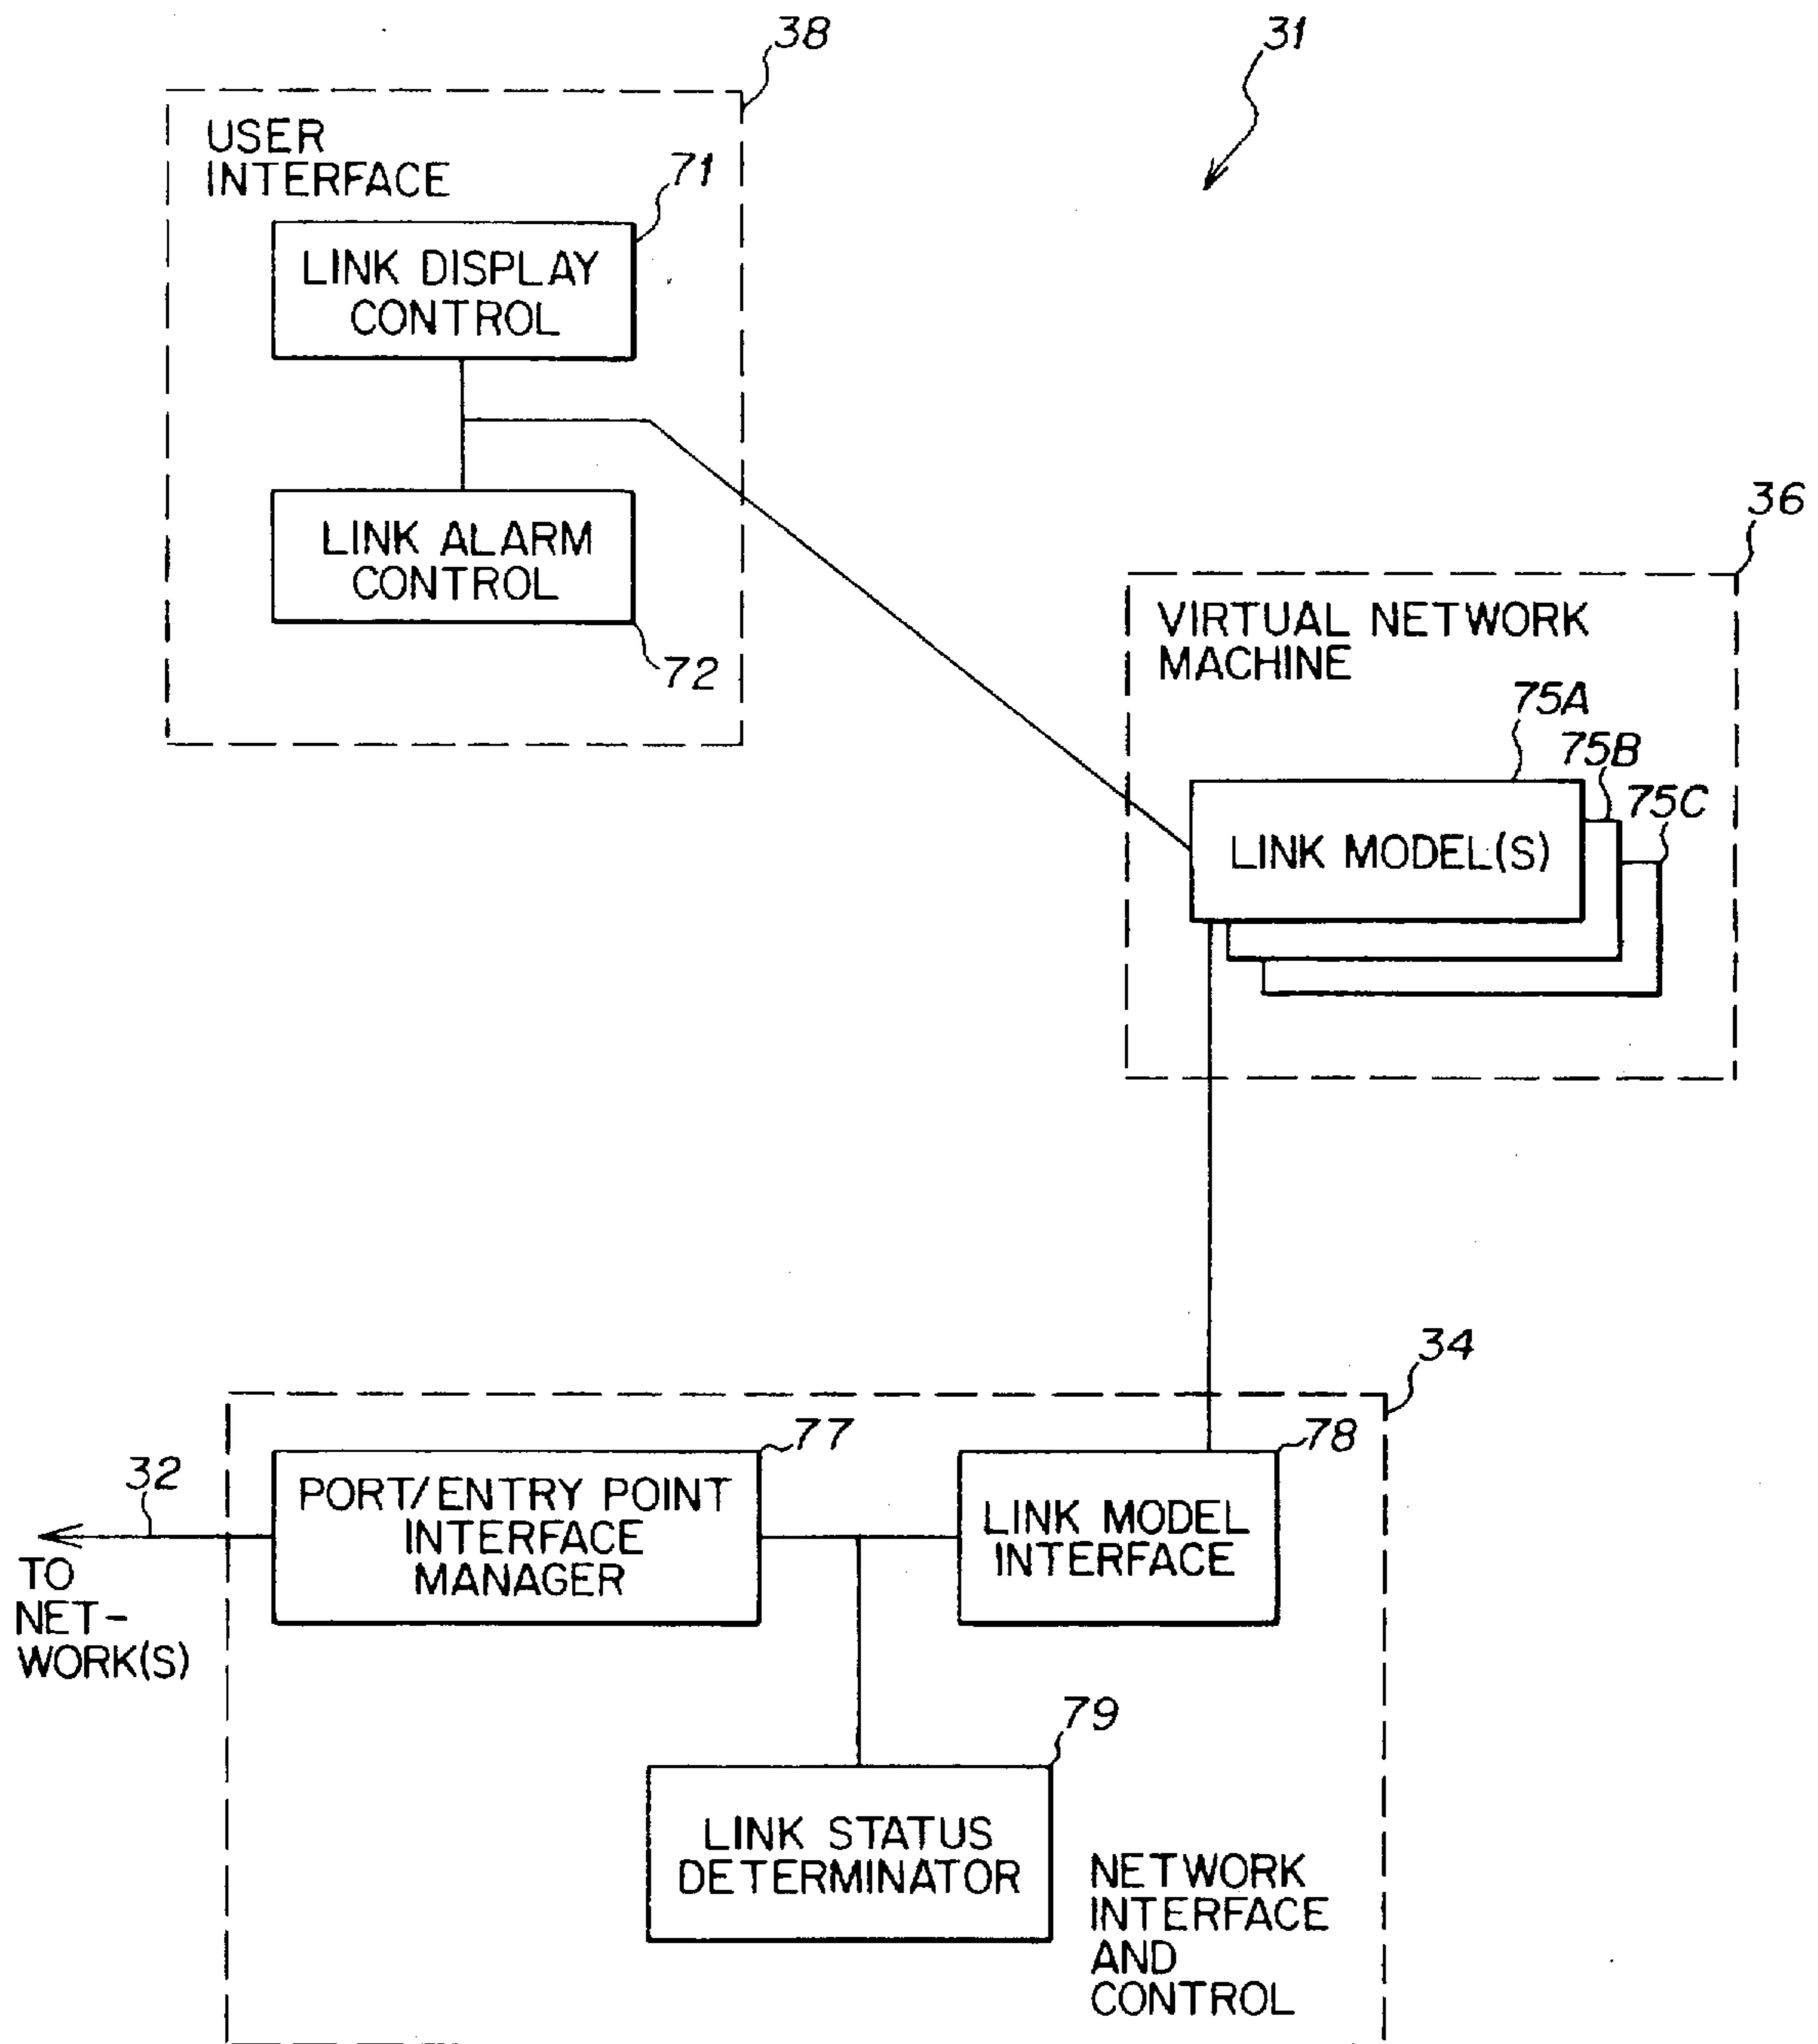 38
31
USER
INTERFACE
71
LINK DISPLAY
CONTROL
LINK ALARM
CONTROL
72
36
VIRTUAL NETWORK
MACHINE
75A
75B
75C
LINK MODEL(S)
34
32
TO
NET-
WORK(S)
77
PORT/ENTRY POINT
INTERFACE
MANAGER
78
LINK MODEL
INTERFACE
79
LINK STATUS
DETERMINATOR
NETWORK
INTERFACE
AND
CONTROL